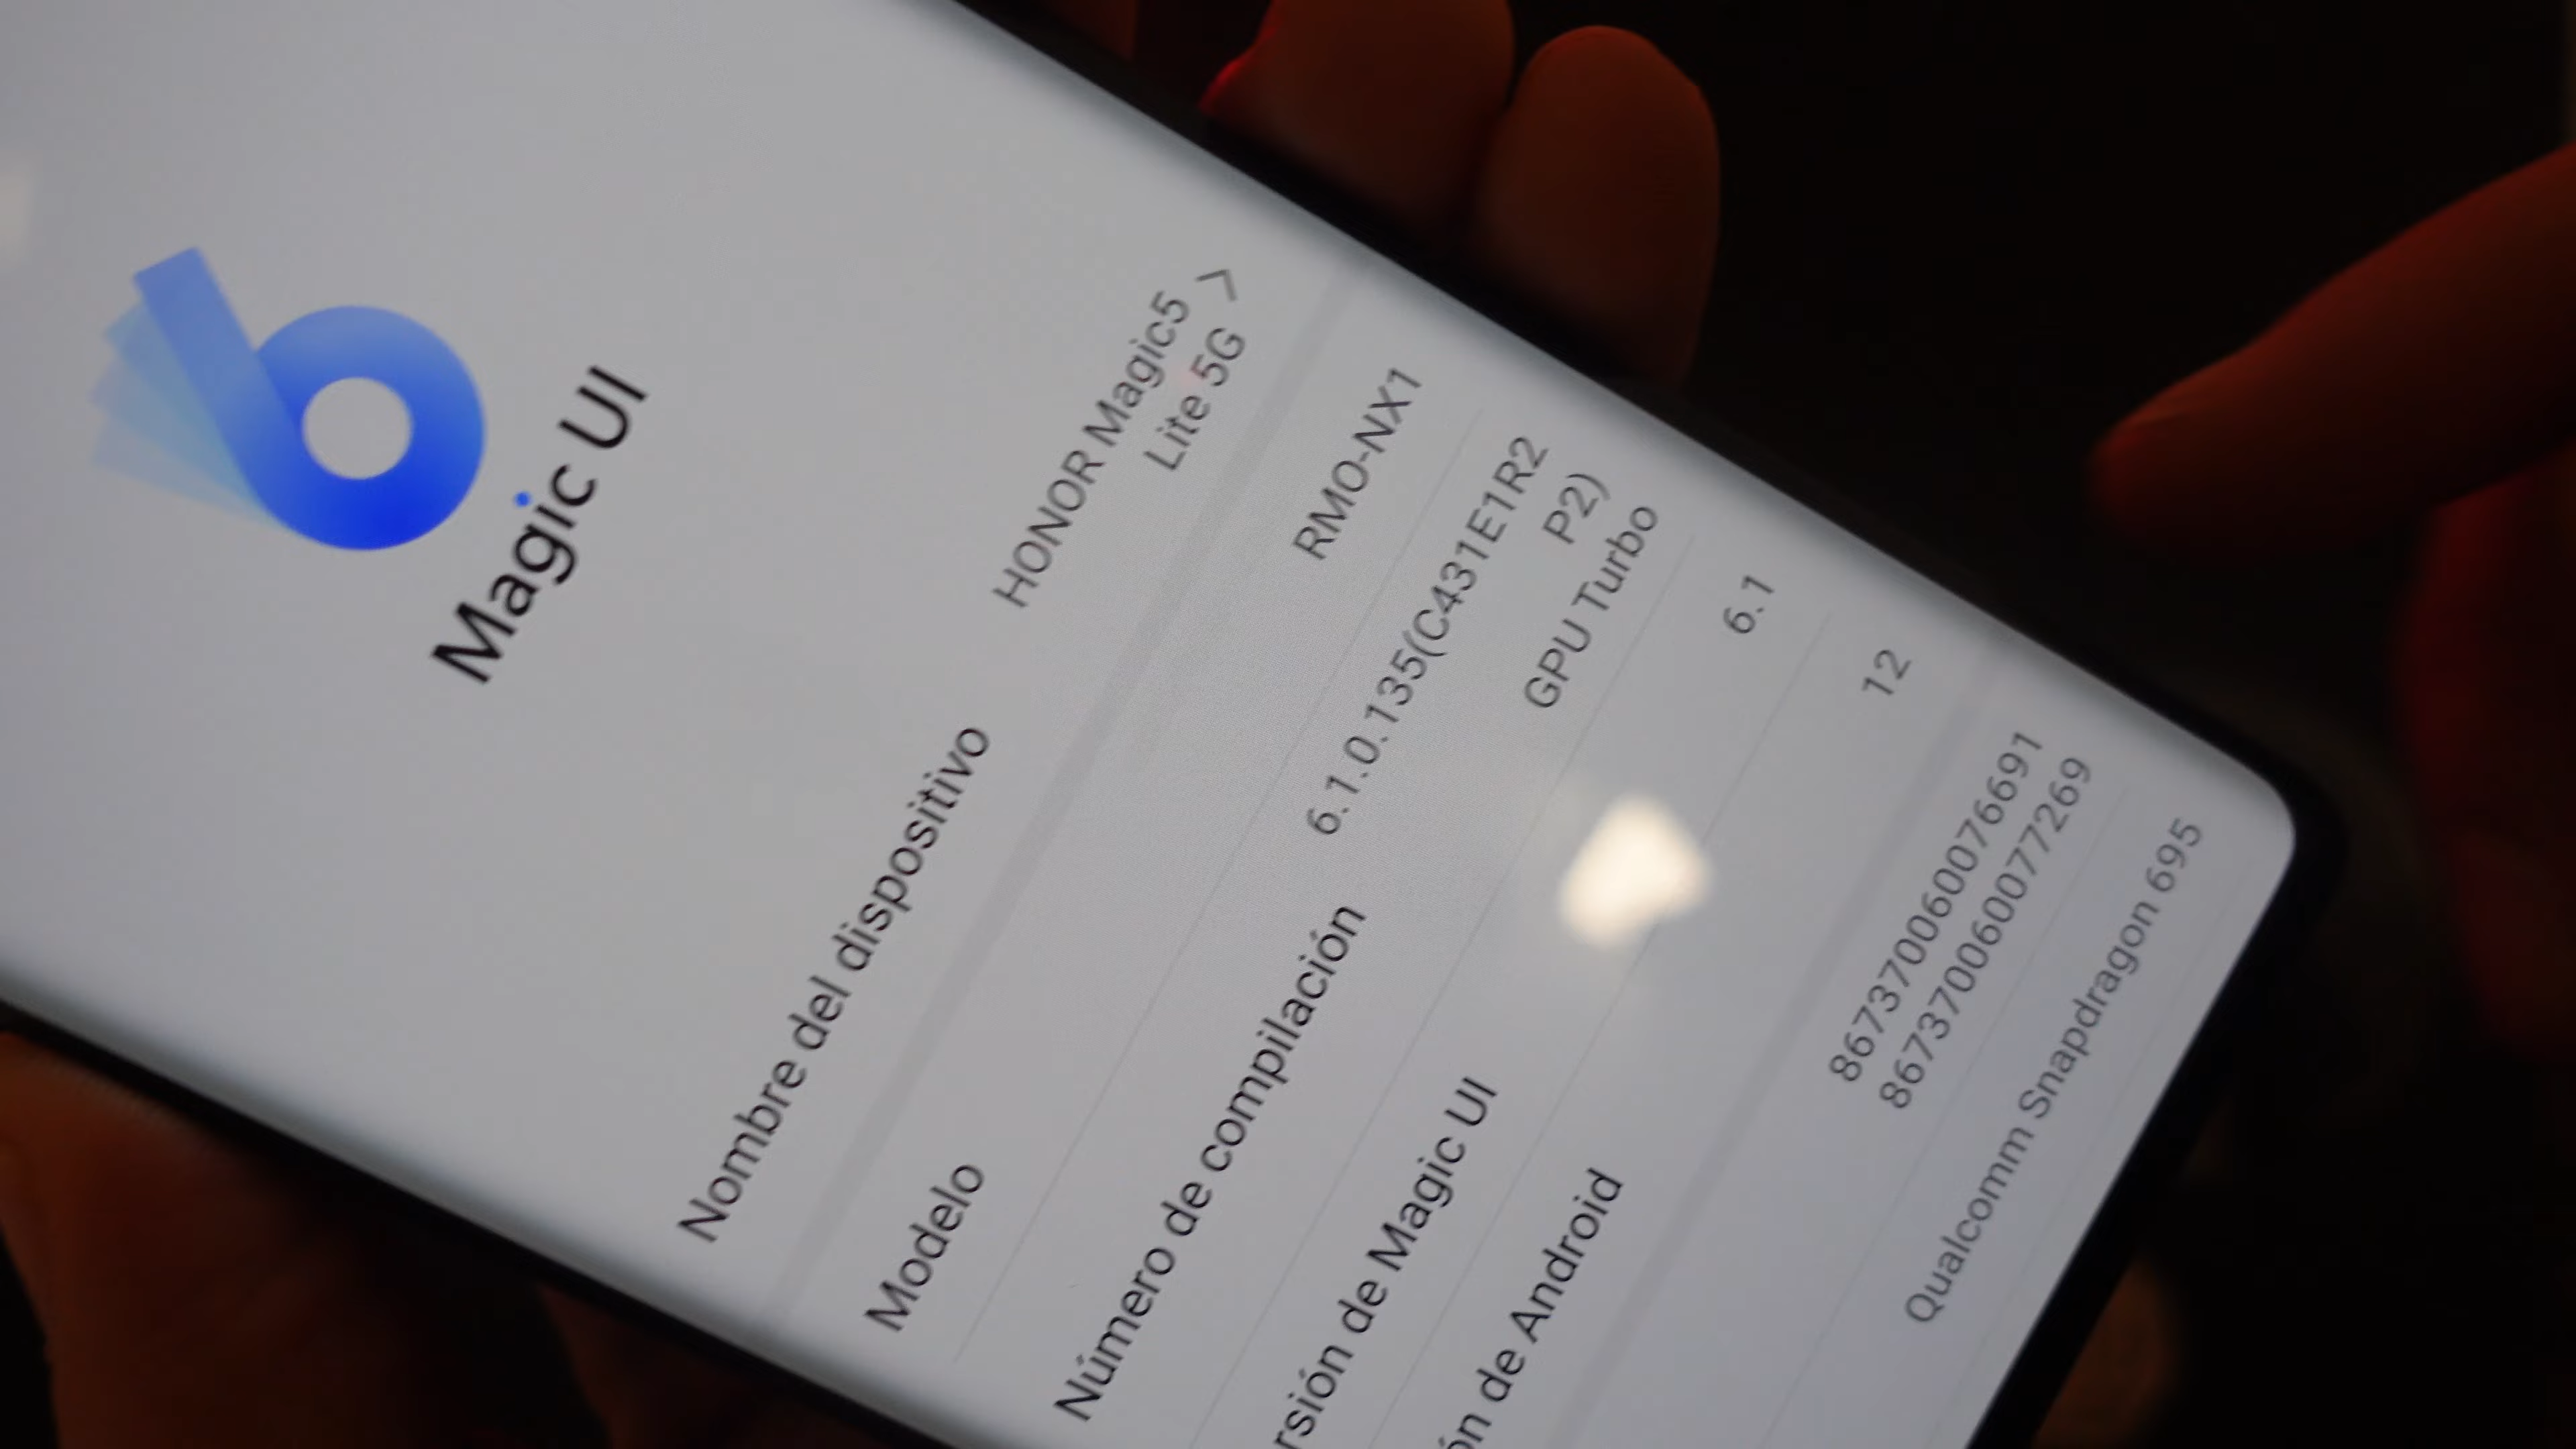 Magic UI
Nombre del dispositivo
HONOR Magic5
Lite 5G
Modelo
RMO-NX1
Número de compilación
6.1.0.135(C431E1R2
P2)
GPU Turbo
rsión de Magic UI
6.1
ón de Android
12
867370060076691
867370060077269
Qualcomm Snapdragon 695